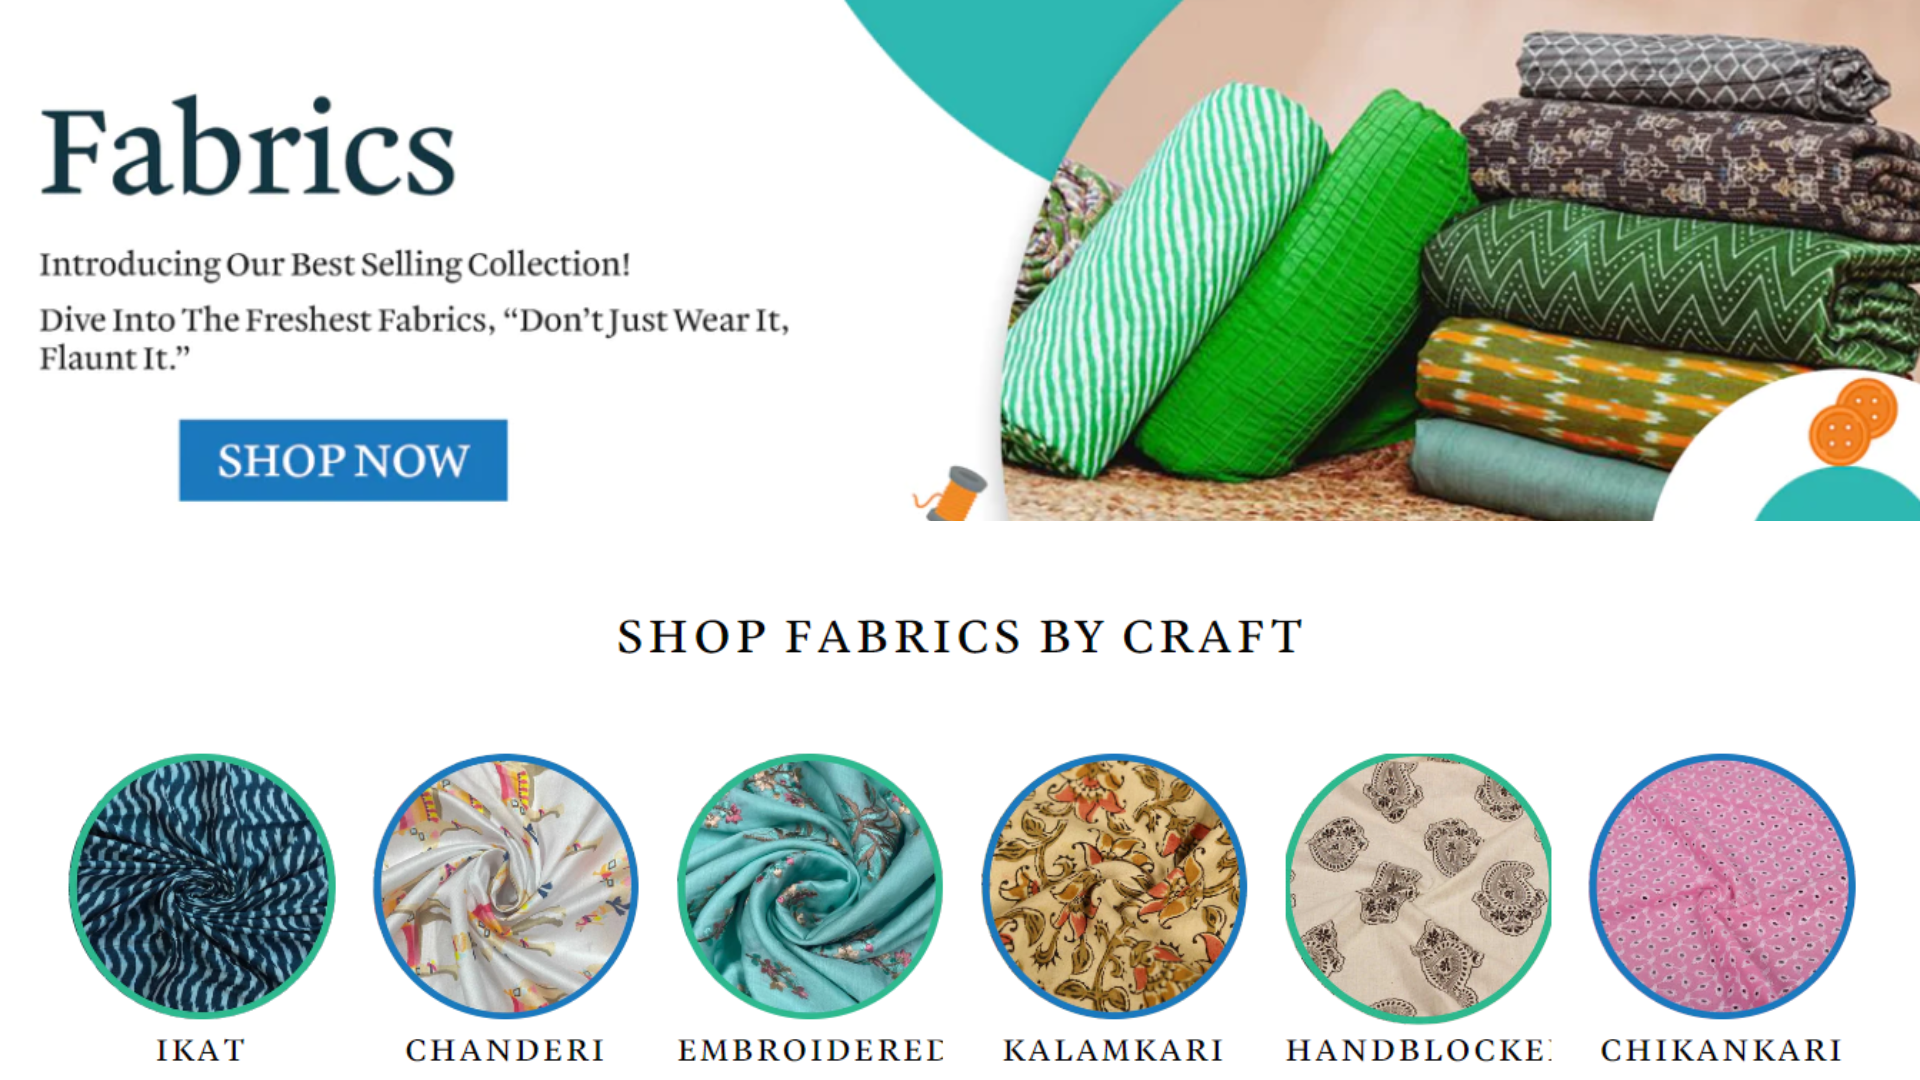 Fabrics
Introducing Our Best Selling Collection!
Dive Into The Freshest Fabrics, “Don’t Just Wear It,
Flaunt It.”
SHOP NOW
SHOP FABRICS BY CRAFT
IKAT
CHANDERI
EMBROIDERED
KALAMKARI
HANDBLOCKE
CHIKANKARI